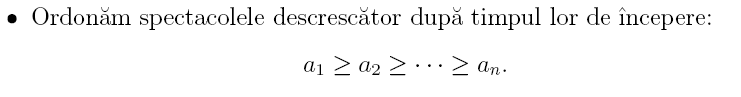 • Ordonăm spectacolele descrescător după timpul lor de începere:
a₁ ≥ a₂ ≥ ··· ≥ aₙ.